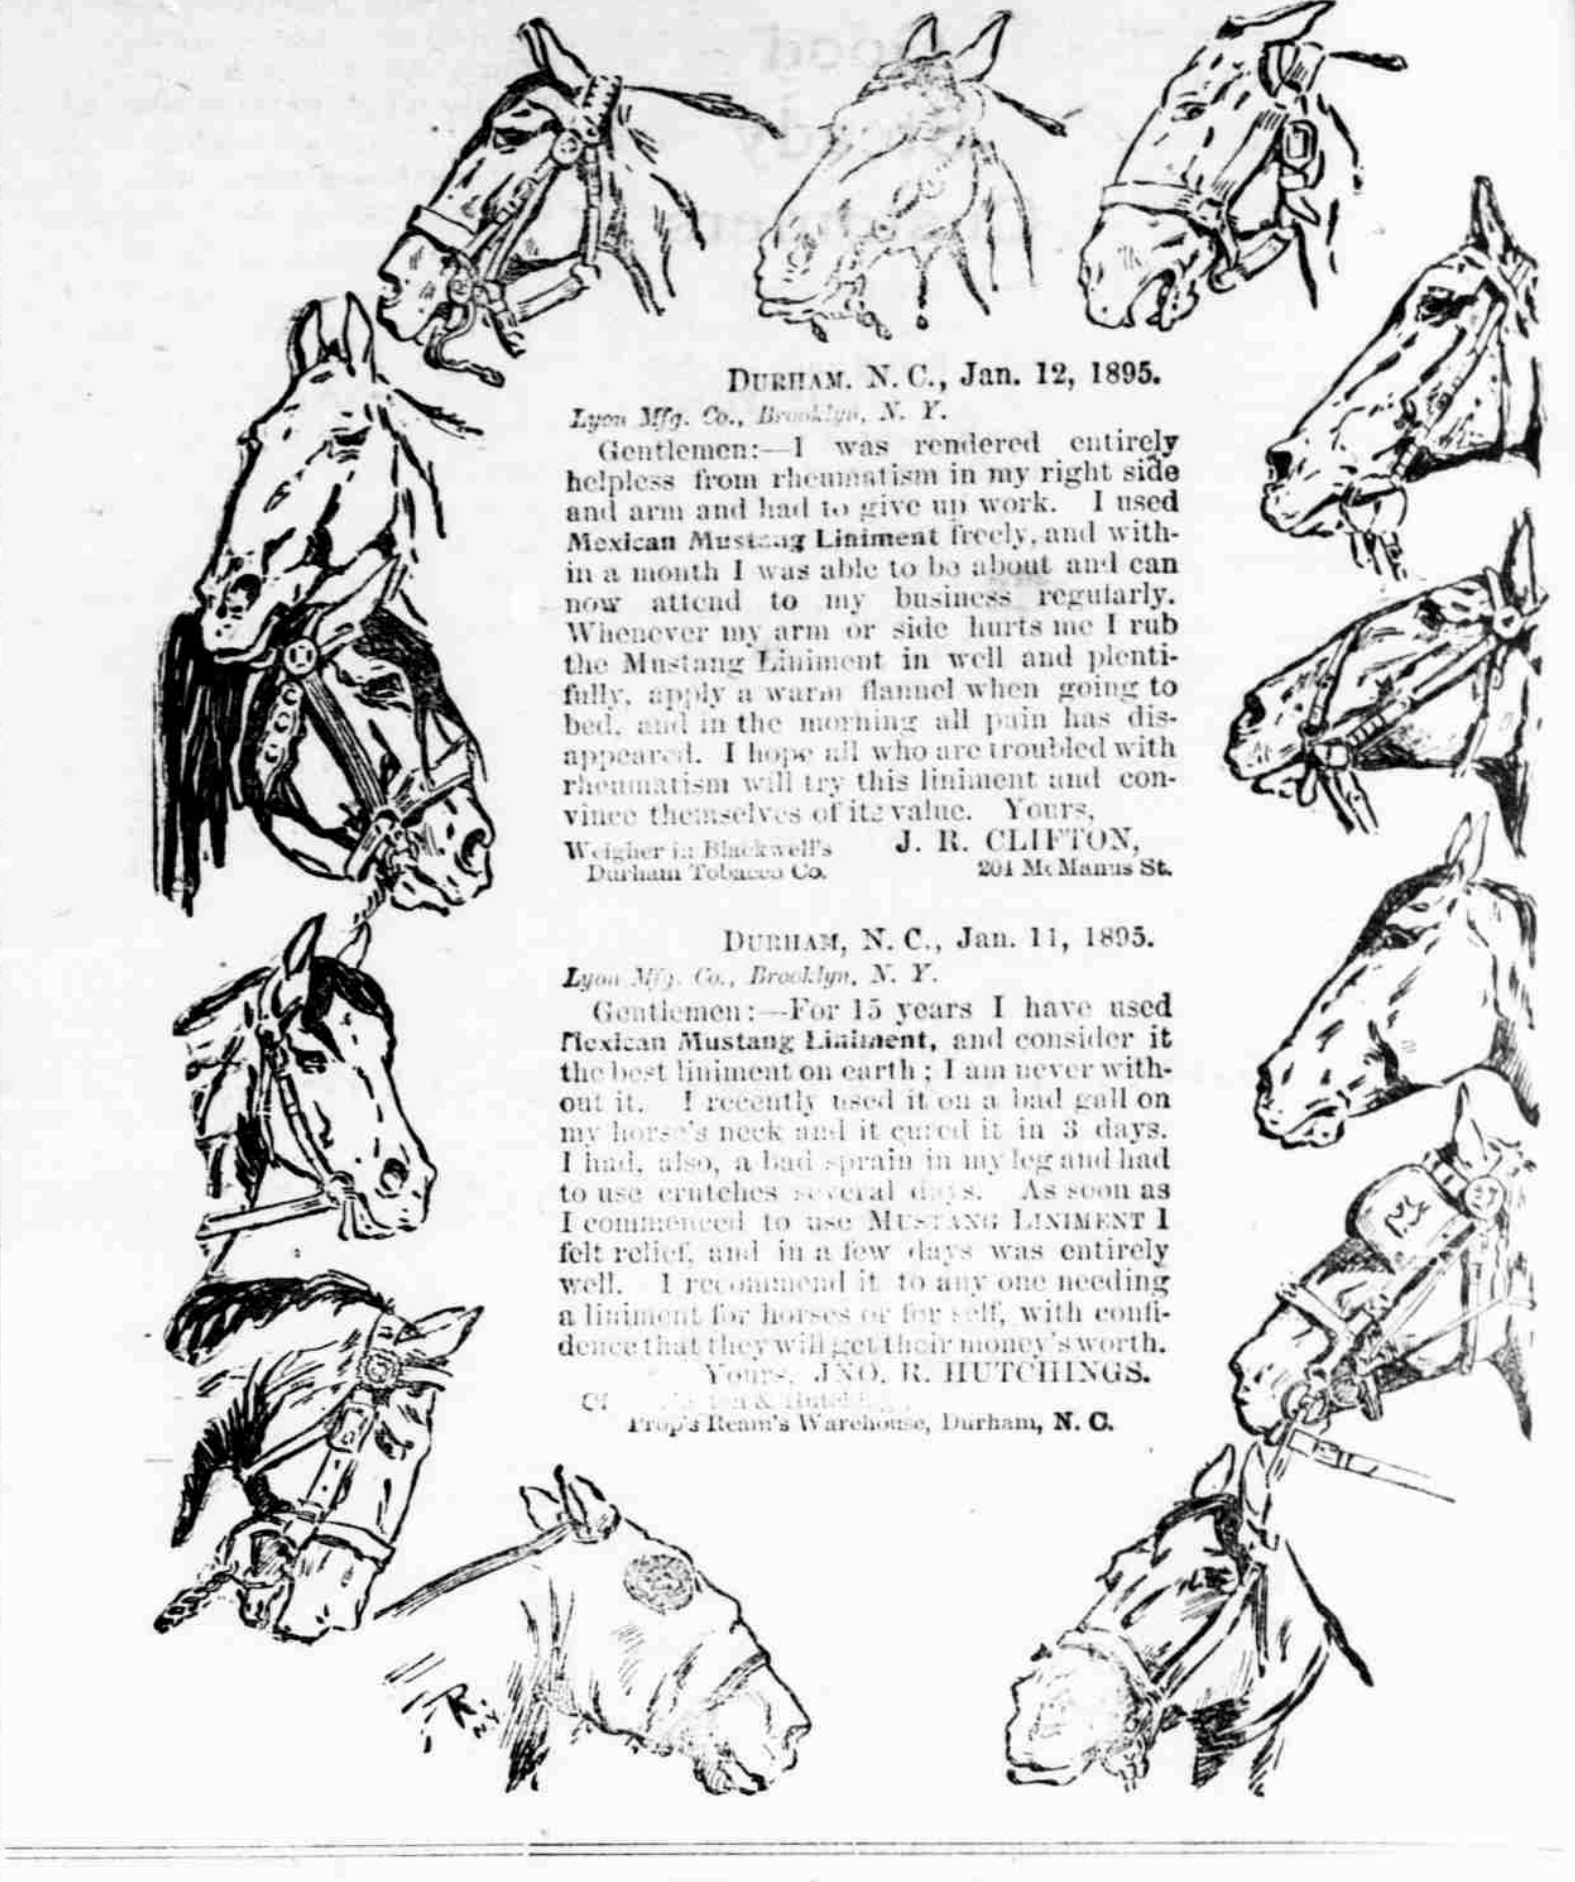 DURHAM, N. C., Jan. 12, 1895.
Lyon Mfg. Co., Brooklyn, N. Y.
Gentlemen:—I was rendered entirely
helpless from rheumatism in my right side
and arm and had to give up work. I used
Mexican Mustang Liniment freely, and with-
in a month I was able to be about and can
now attend to my business regularly.
Whenever my arm or side hurts me I rub
the Mustang Liniment in well and plenti-
fully, apply a warm flannel when going to
bed, and in the morning all pain has dis-
appeared. I hope all who are troubled with
rheumatism will try this liniment and con-
vince themselves of its value. Yours,
J. R. CLIFTON,
Weigher in Blackwell's
Durham Tobacco Co.
201 McManus St.
DURHAM, N. C., Jan. 11, 1895.
Lyon Mfg. Co., Brooklyn, N. Y.
Gentlemen:—For 15 years I have used
Mexican Mustang Liniment, and consider it
the best liniment on earth; I am never with-
out it. I recently used it on a bad gall on
my horse's neck and it cured it in 3 days.
I had, also, a bad sprain in my leg and had
to use crutches several days. As soon as
I commenced to use MUSTANG LINIMENT I
felt relief, and in a few days was entirely
well. I recommend it to any one needing
a liniment for horses or for self, with confi-
dence that they will get their money's worth.
Yours, JNO. R. HUTCHINGS.
Of &
Prop's Ream's Warehouse, Durham, N. C.
R.
N.Y.